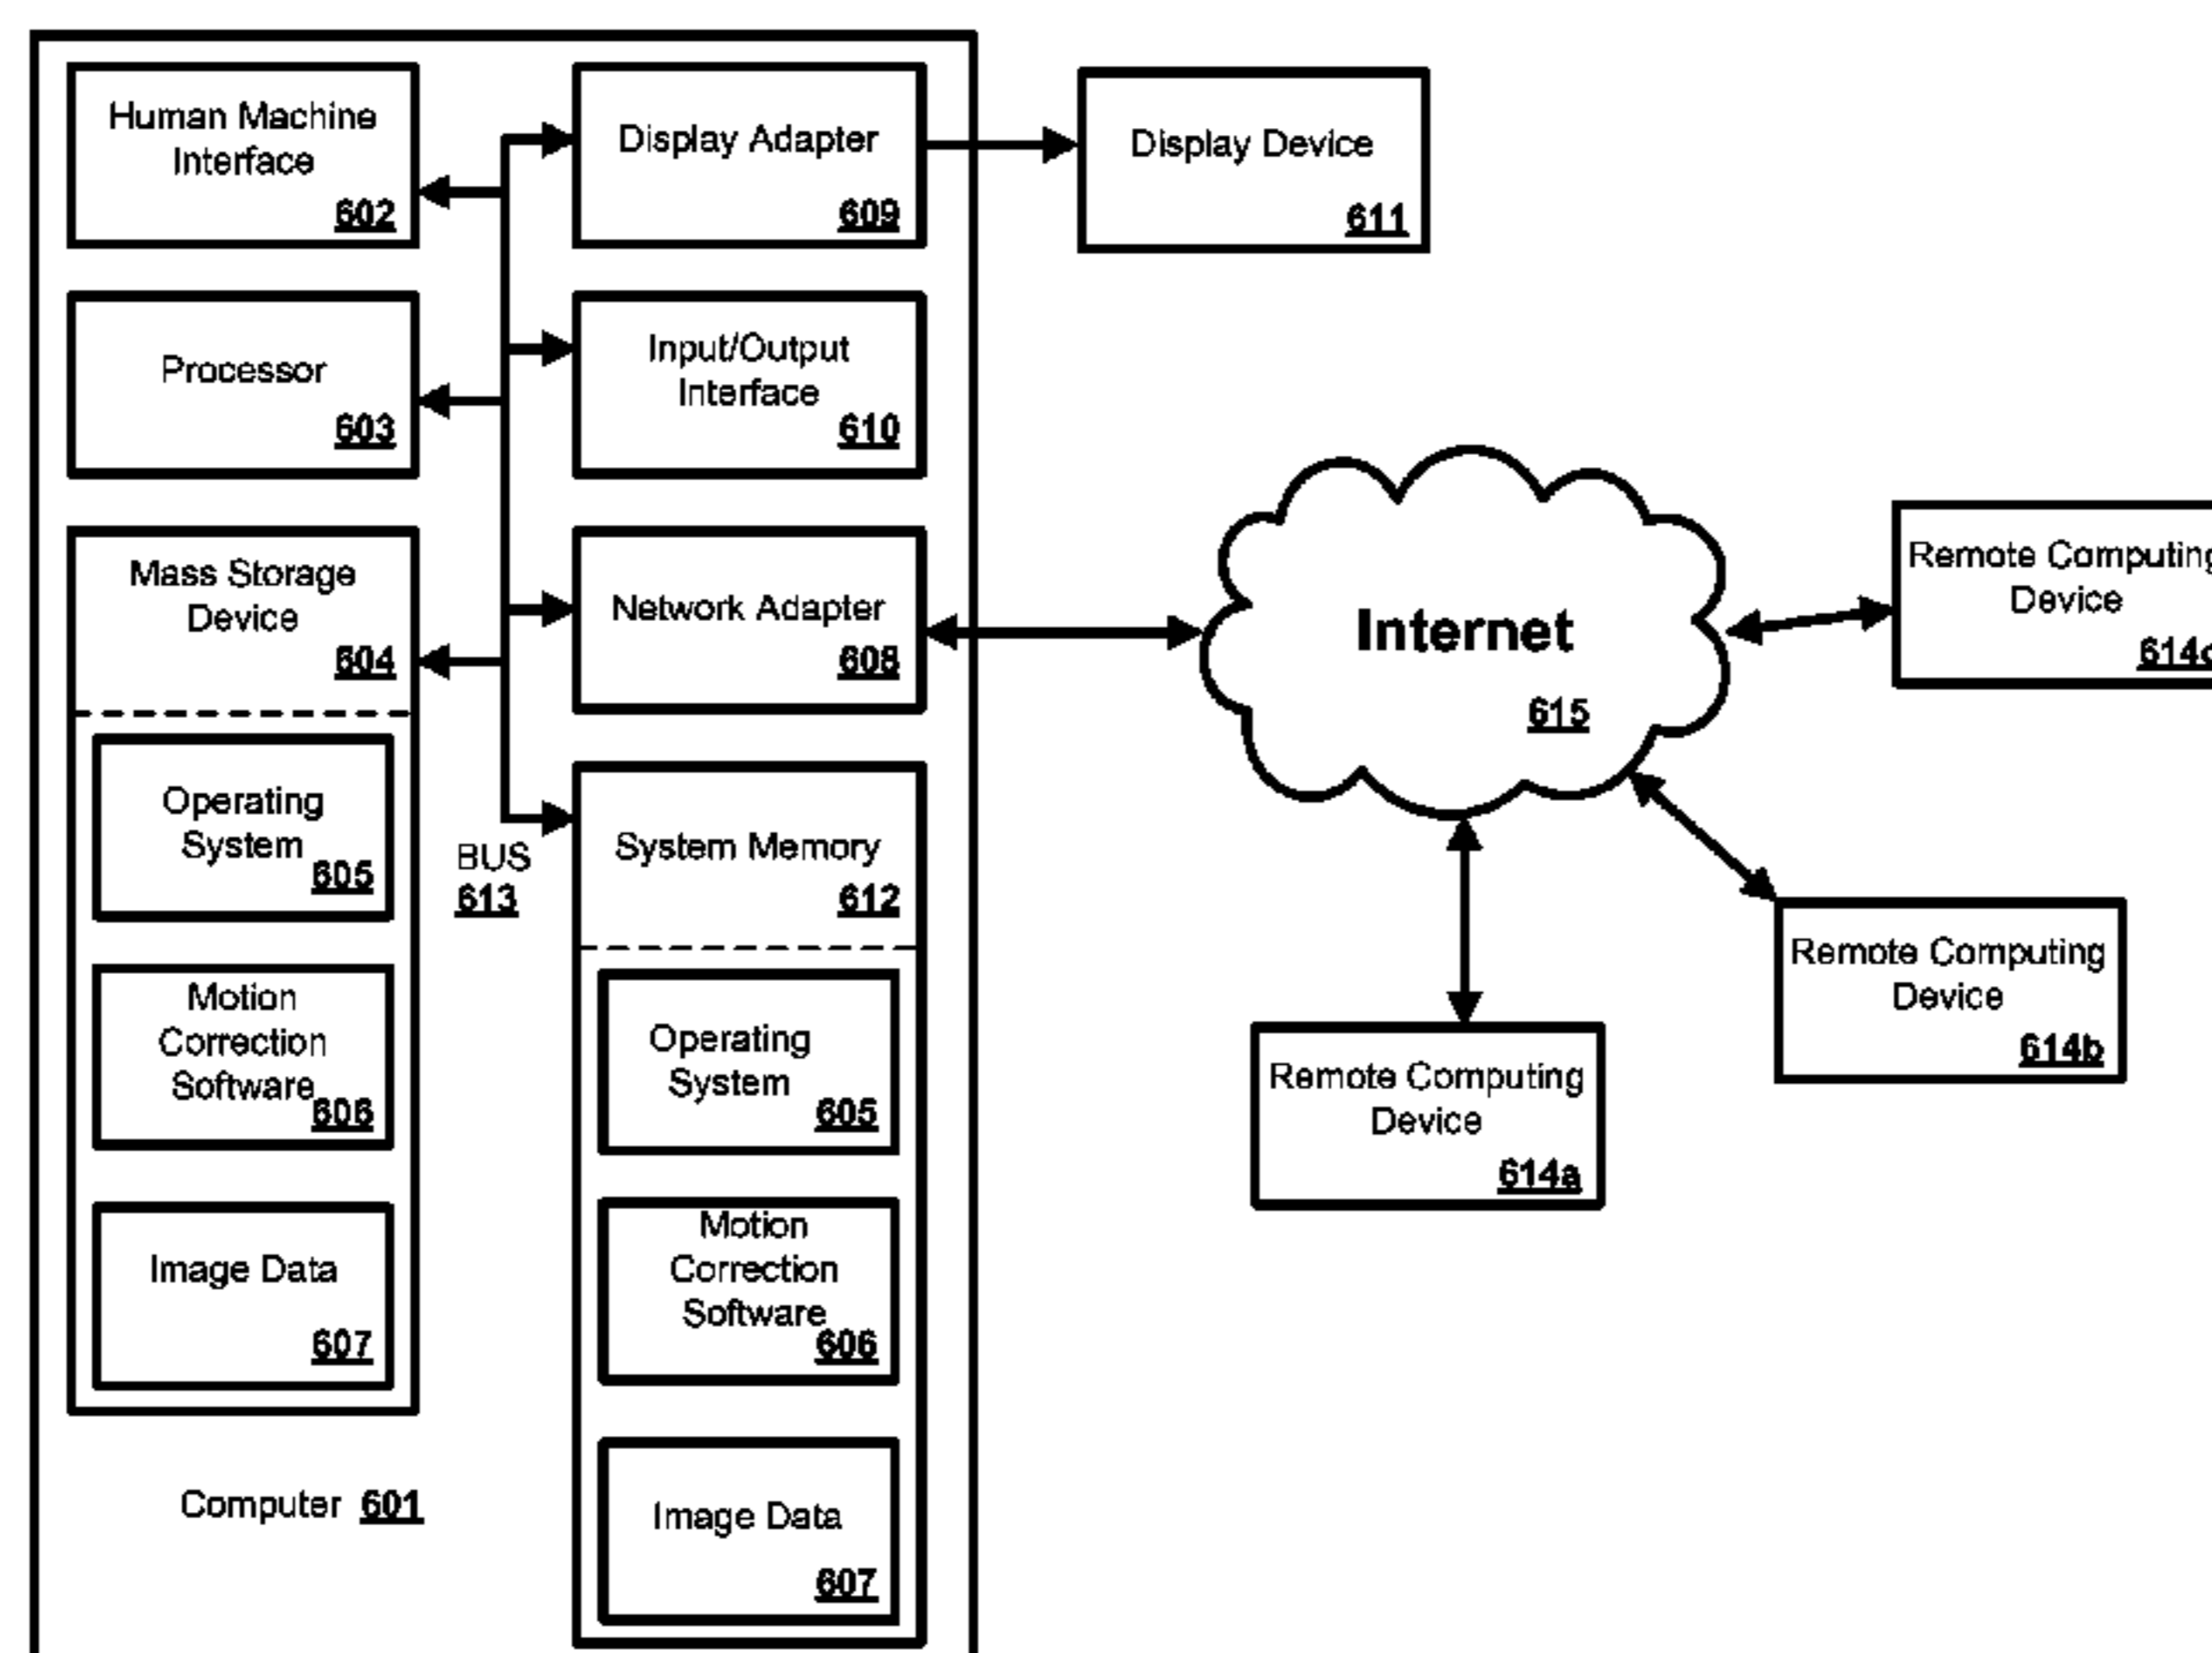 Human Machine
Interface
602
Display Adapter
609
Display Device
611
Processor
603
Input/Output
Interface
610
Mass Storage
Device
604
Network Adapter
608
Internet
615
Remote Computing
Device
614c
Operating
System
605
BUS
613
System Memory
612
Remote Computing
Device
614b
Motion
Correction
Software
606
Operating
System
605
Remote Computing
Device
614a
Image Data
607
Motion
Correction
Software
606
Computer 601
Image Data
607